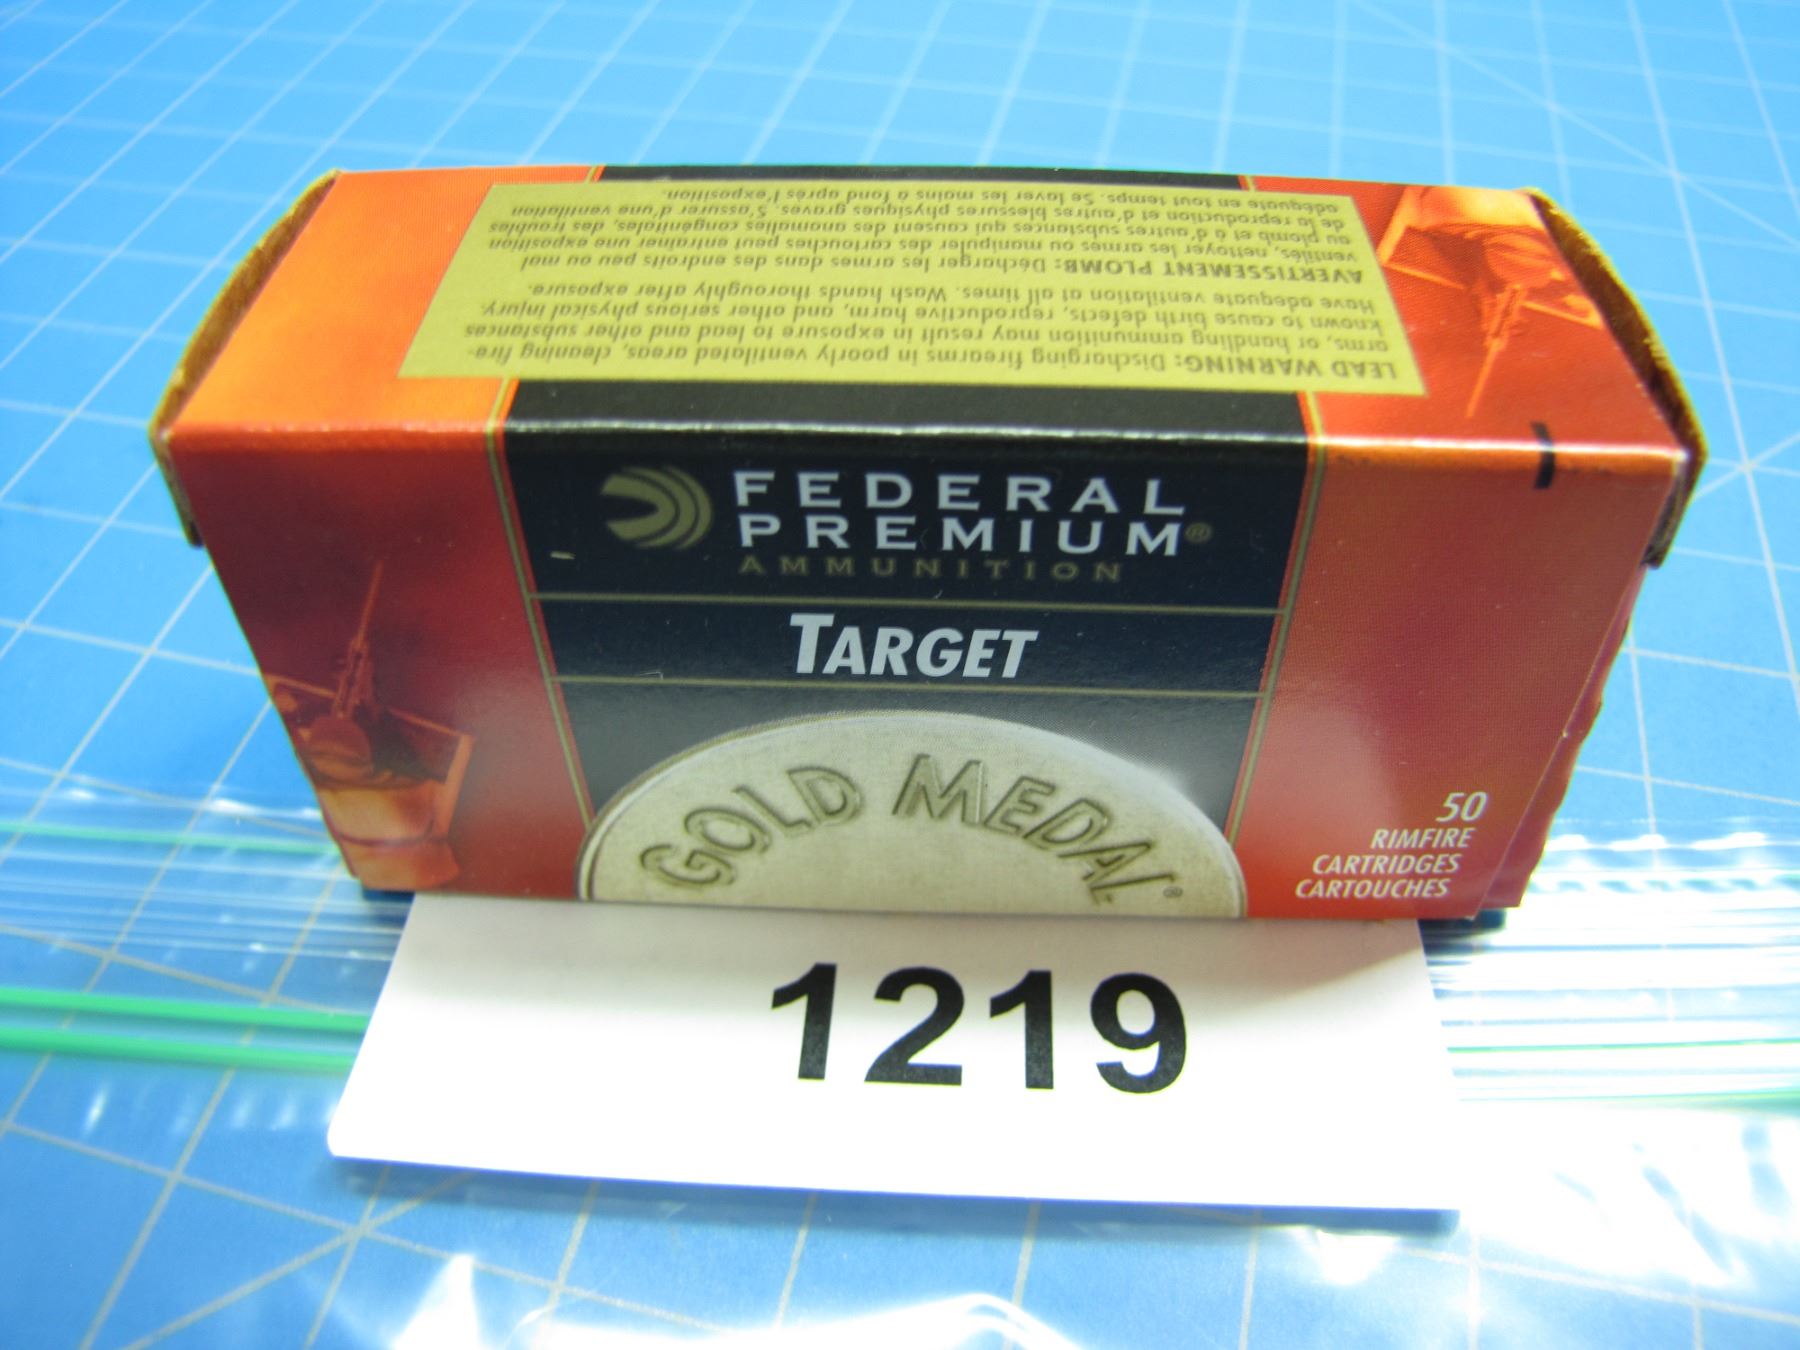 LEAD WARNING: Discharging firearms in poorly ventilated areas, cleaning fire-
arms, or handling ammunition may result in exposure to lead and other substances
known to cause birth defects, reproductive harm, and other serious physical injury.
Have adequate ventilation at all times. Wash hands thoroughly after exposure.
AVERTISSEMENT PLOMB: Décharger les armes dans des endroits peu ou mal
ventilés, nettoyer les armes ou manipuler des cartouches peut entraîner une exposition
au plomb et à d'autres substances qui causent des anomalies congénitales, des troubles
de la reproduction et d'autres blessures physiques graves. S'assurer d'une ventilation
adéquate en tout temps. Se laver les mains à fond après l'exposition.
FEDERAL
PREMIUM®
AMMUNITION
TARGET
GOLD MEDAL®
50
RIMFIRE
CARTRIDGES
CARTOUCHES
1219